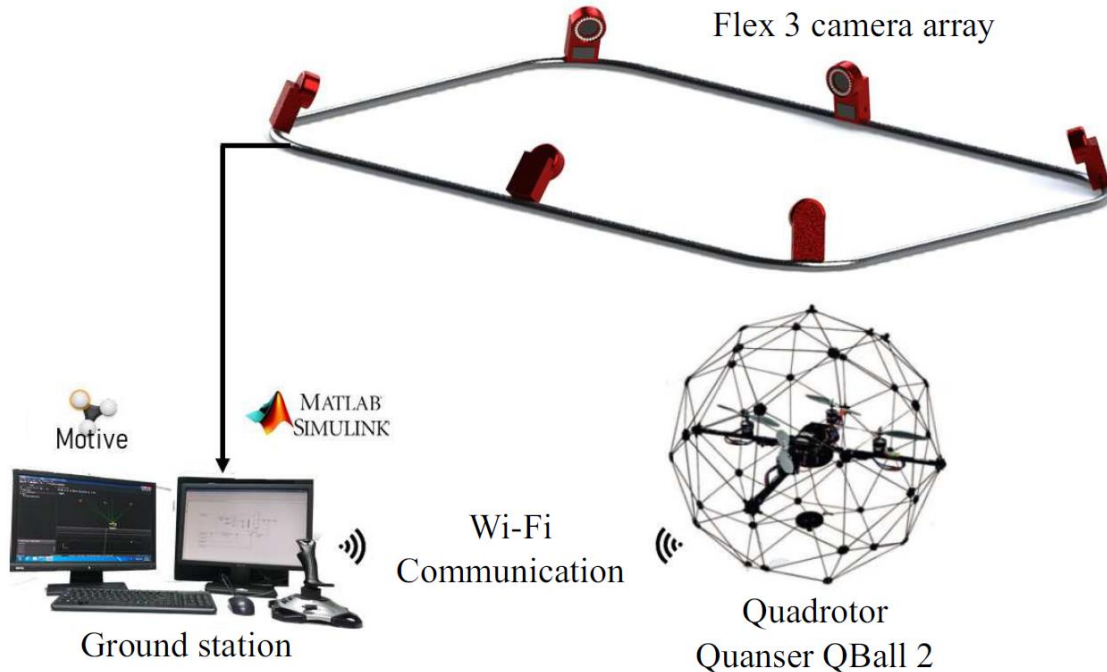 Flex 3 camera array
MATLAB
SIMULINK
Motive
Wi-Fi
Communication
Ground station
Quadrotor
Quanser QBall 2